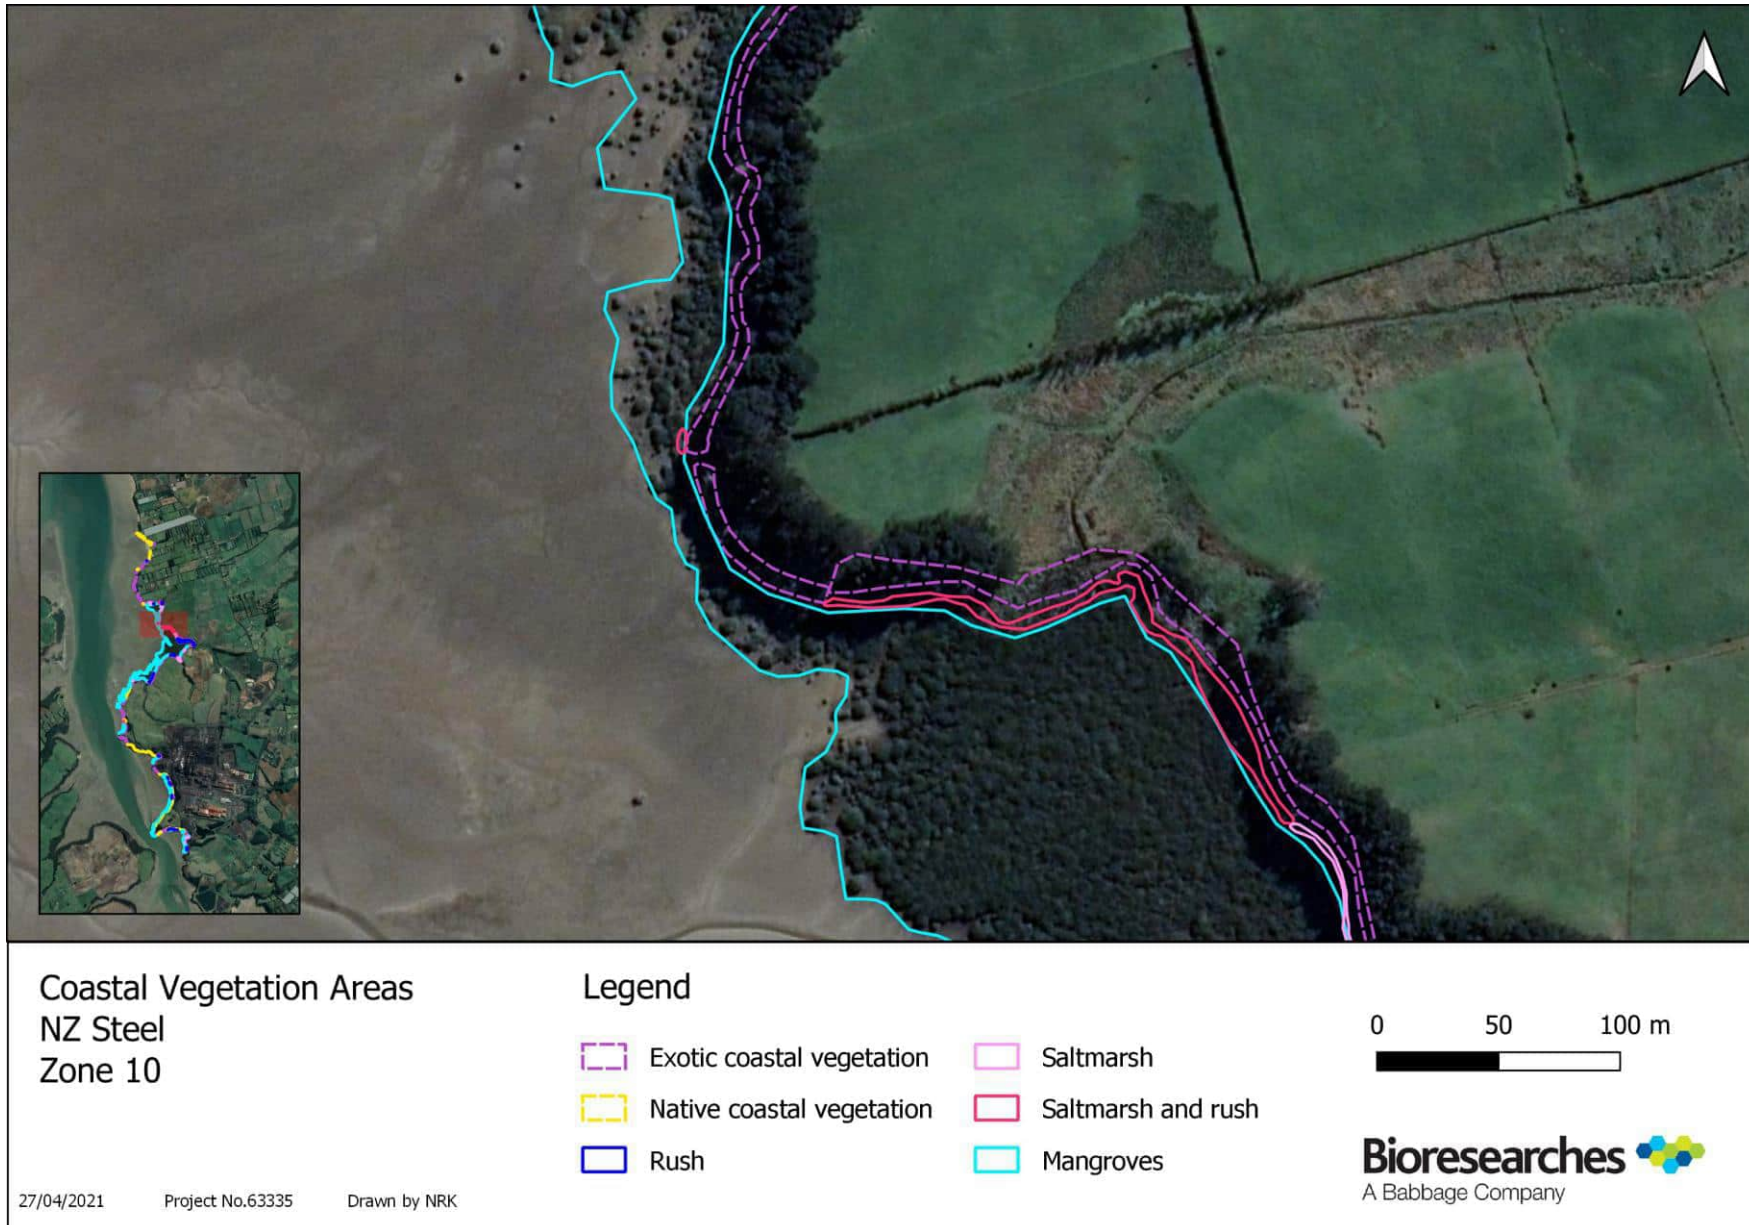 Coastal Vegetation Areas
NZ Steel
Zone 10
27/04/2021 Project No.63335 Drawn by NRK
Legend
Exotic coastal vegetation
Native coastal vegetation
Rush
Saltmarsh
Saltmarsh and rush
Mangroves
0 50 100 m
Bioresearches
A Babbage Company